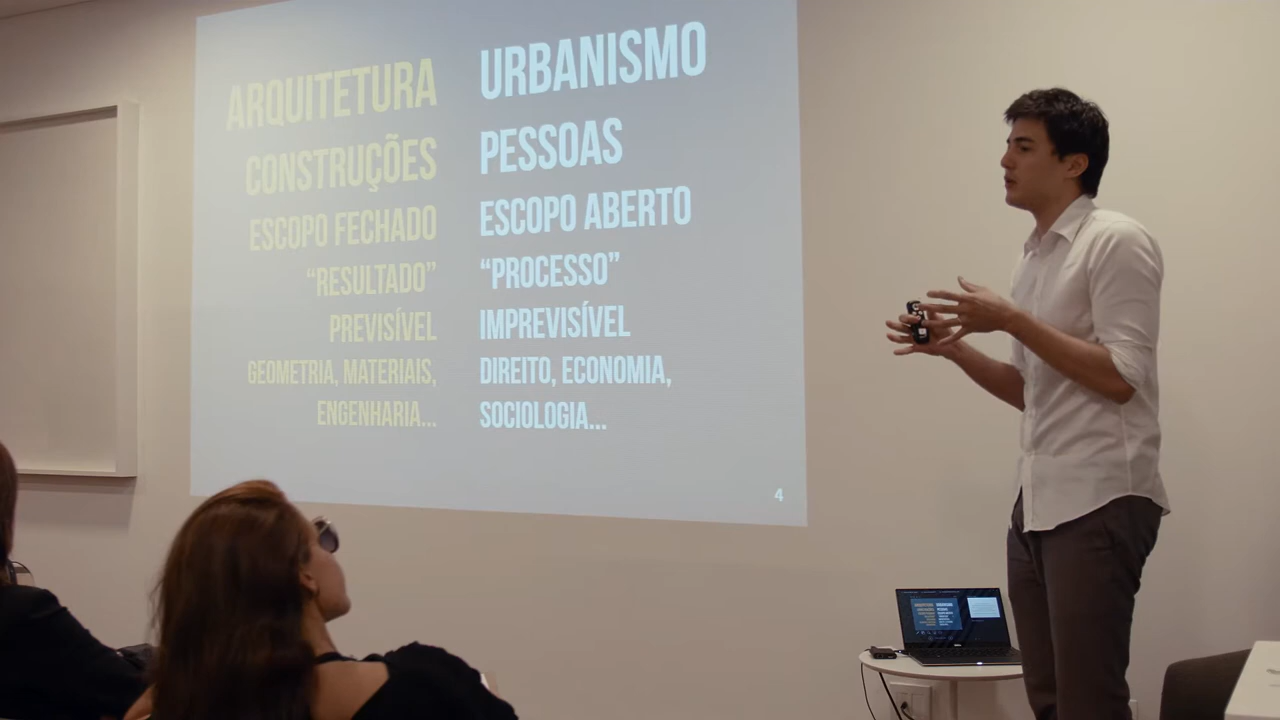 ARQUITETURA
CONSTRUÇÕES
ESCOPO FECHADO
“RESULTADO”
PREVISÍVEL
GEOMETRIA, MATERIAIS,
ENGENHARIA...
URBANISMO
PESSOAS
ESCOPO ABERTO
“PROCESSO”
IMPREVISÍVEL
DIREITO, ECONOMIA,
SOCIOLOGIA...
4